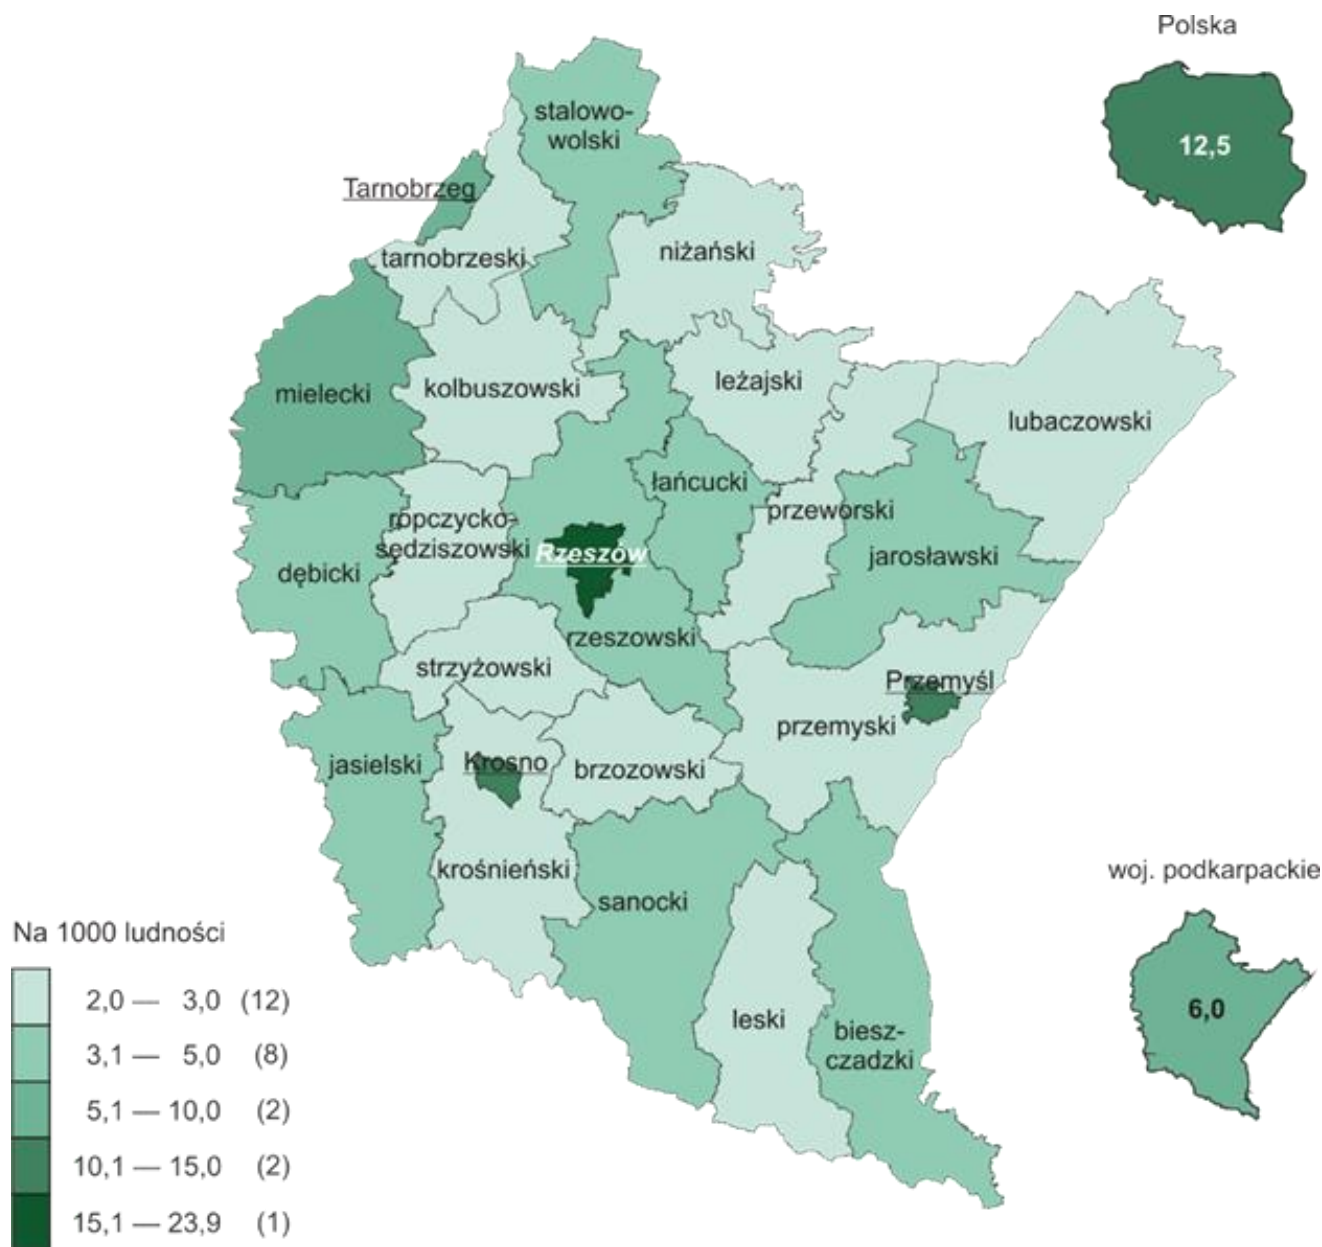 Polska
12,5
stalowo-
wolski
Tarnobrzeg
tarnobrzeski
niżański
mielecki
kolbuszowski
leżajski
lubaczowski
łańcucki
przeworski
ropczycko-
sędziszowski
Rzeszów
jarosławski
dębicki
rzeszowski
strzyżowski
Przemyśl
przemyski
jasielski
Krosno
brzozowski
krośnieński
sanocki
leski
biesz-
czadzki
woj. podkarpackie
6,0
Na 1000 ludności
2,0 — 3,0 (12)
3,1 — 5,0 (8)
5,1 — 10,0 (2)
10,1 — 15,0 (2)
15,1 — 23,9 (1)